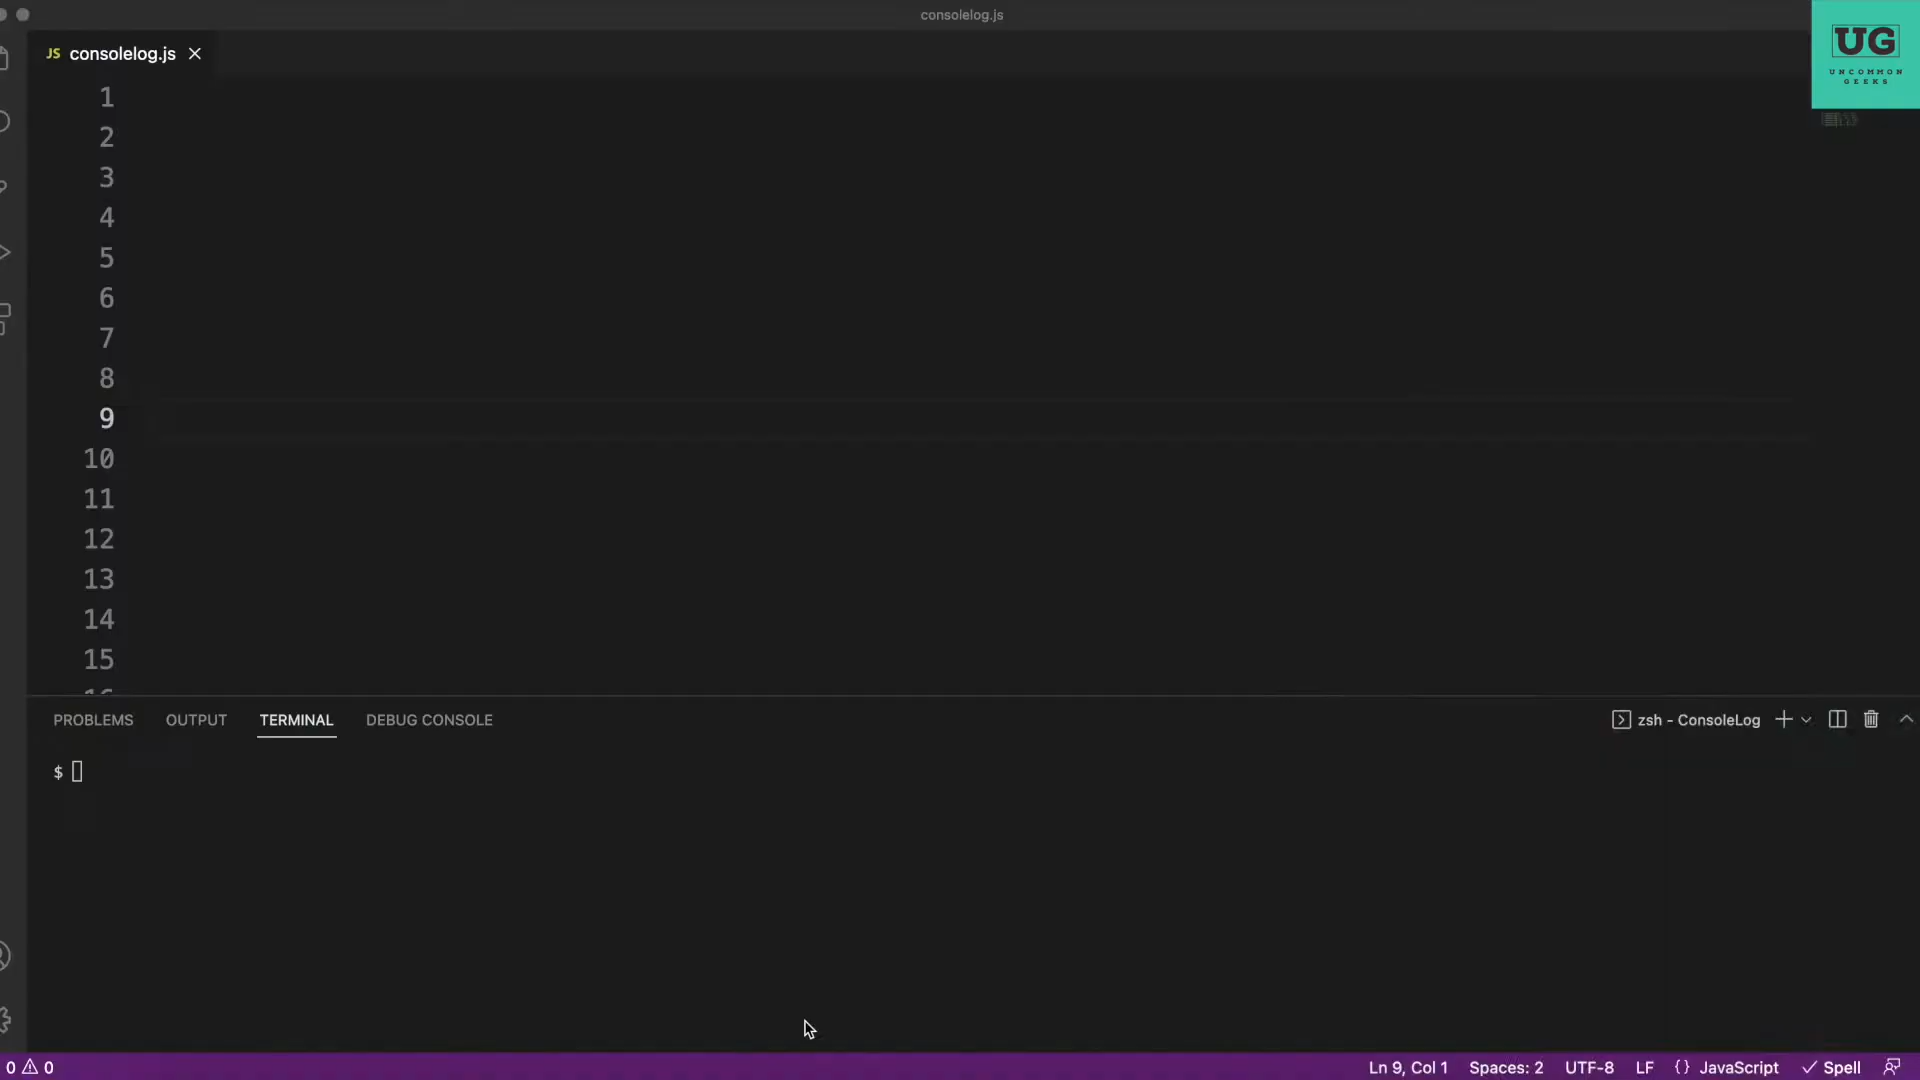 consolelog.js
UG
UNCOMMON
GEEKS
JS consolelog.js
1
2
3
4
5
6
7
8
9
10
11
12
13
14
15
16
PROBLEMS OUTPUT TERMINAL DEBUG CONSOLE zsh - ConsoleLog
$
0 0 Ln 9, Col 1 Spaces: 2 UTF-8 LF {} JavaScript Spell